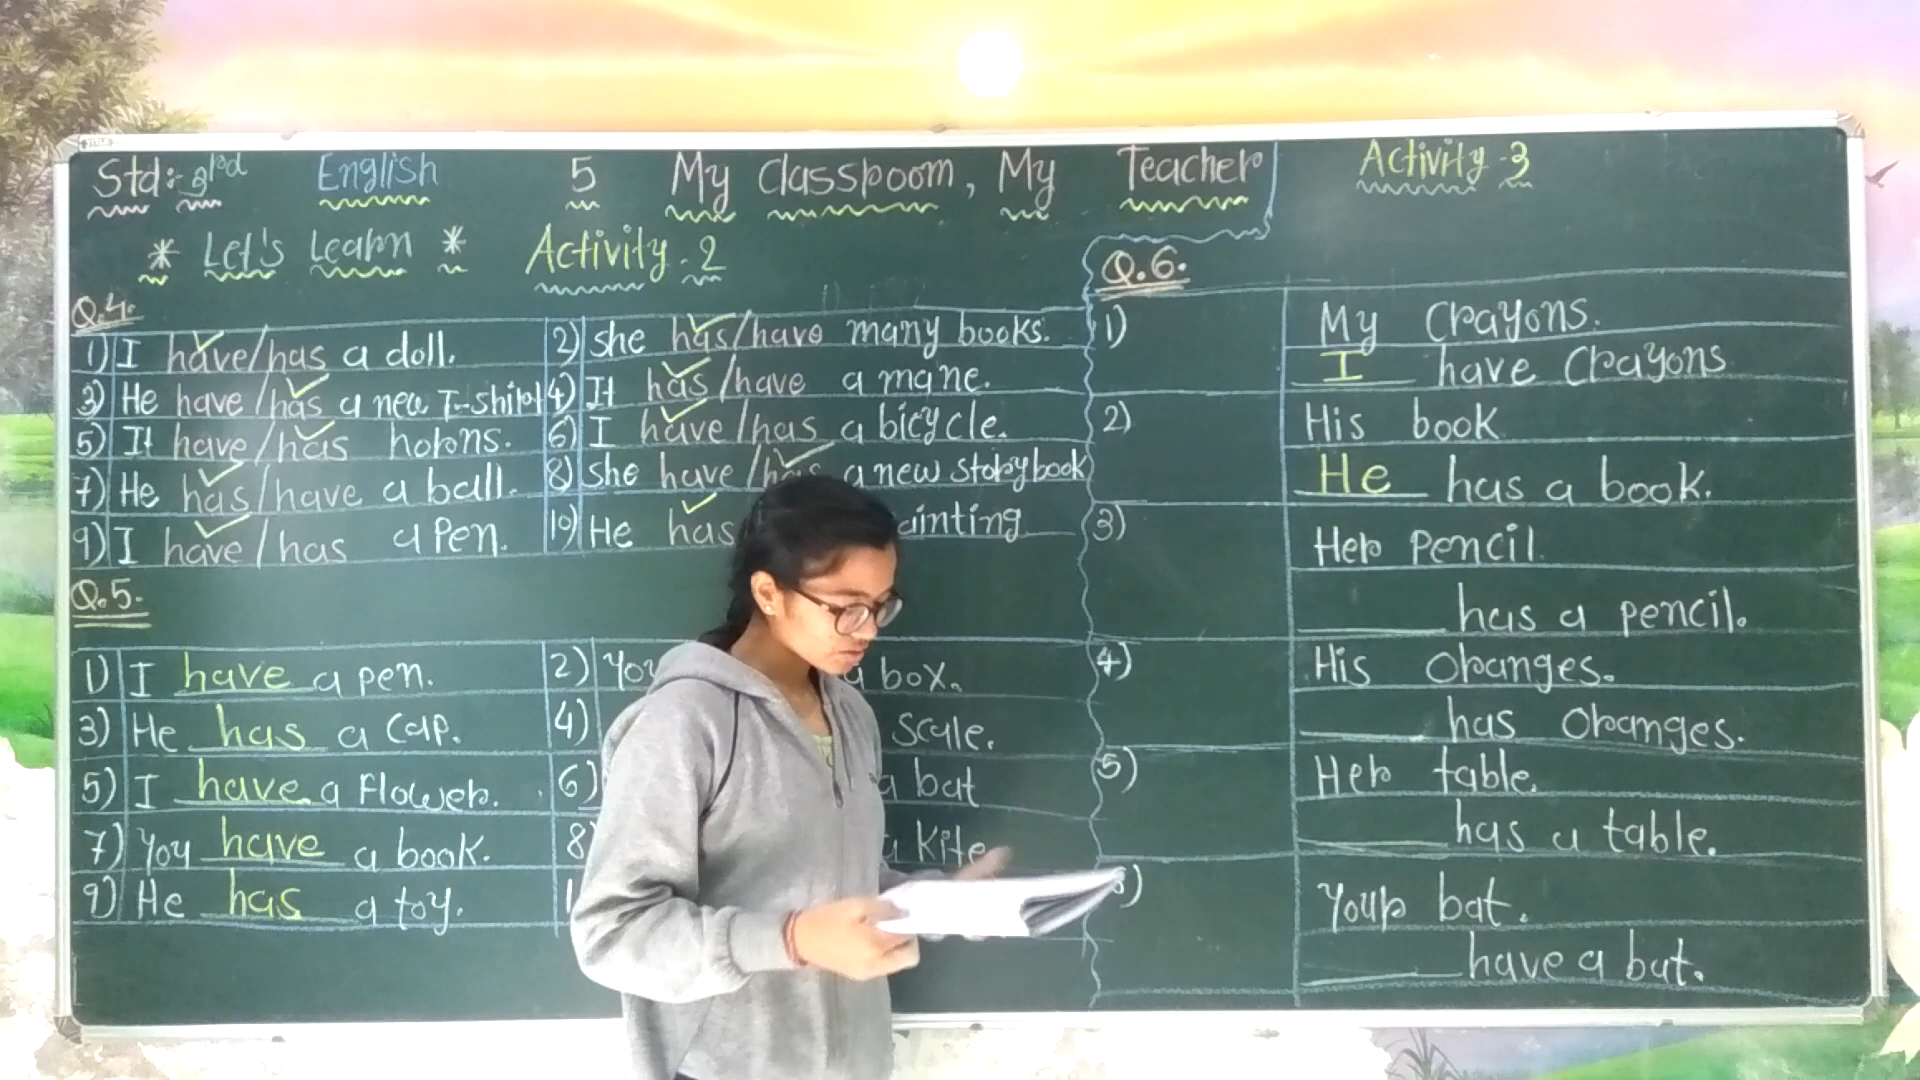 Std:- 3rd English 5 My Classroom, My Teacher
* Let's Learn * Activity - 2
Q.4.
1) I have/has a doll.
2) She has/have many books.
3) He have/has a new T-shirt
4) It has/have a mane.
5) It have/has horns.
6) I have/has a bicycle.
7) He has/have a ball.
8) She have/has a new storybook
9) I have/has a pen.
10) He has ainting
Q.5.
1) I have a pen.
2) You a box.
3) He has a cap.
4) scale.
5) I have a flower.
6) a bat
7) You have a book.
8) a kite
9) He has a toy.
Activity - 3
Q.6.
1) My Crayons.
I have Crayons
2) His book
He has a book.
3) Her pencil.
____ has a pencil.
4) His Oranges.
____ has Oranges.
5) Her table.
____ has a table.
6) Your bat.
____ have a bat.